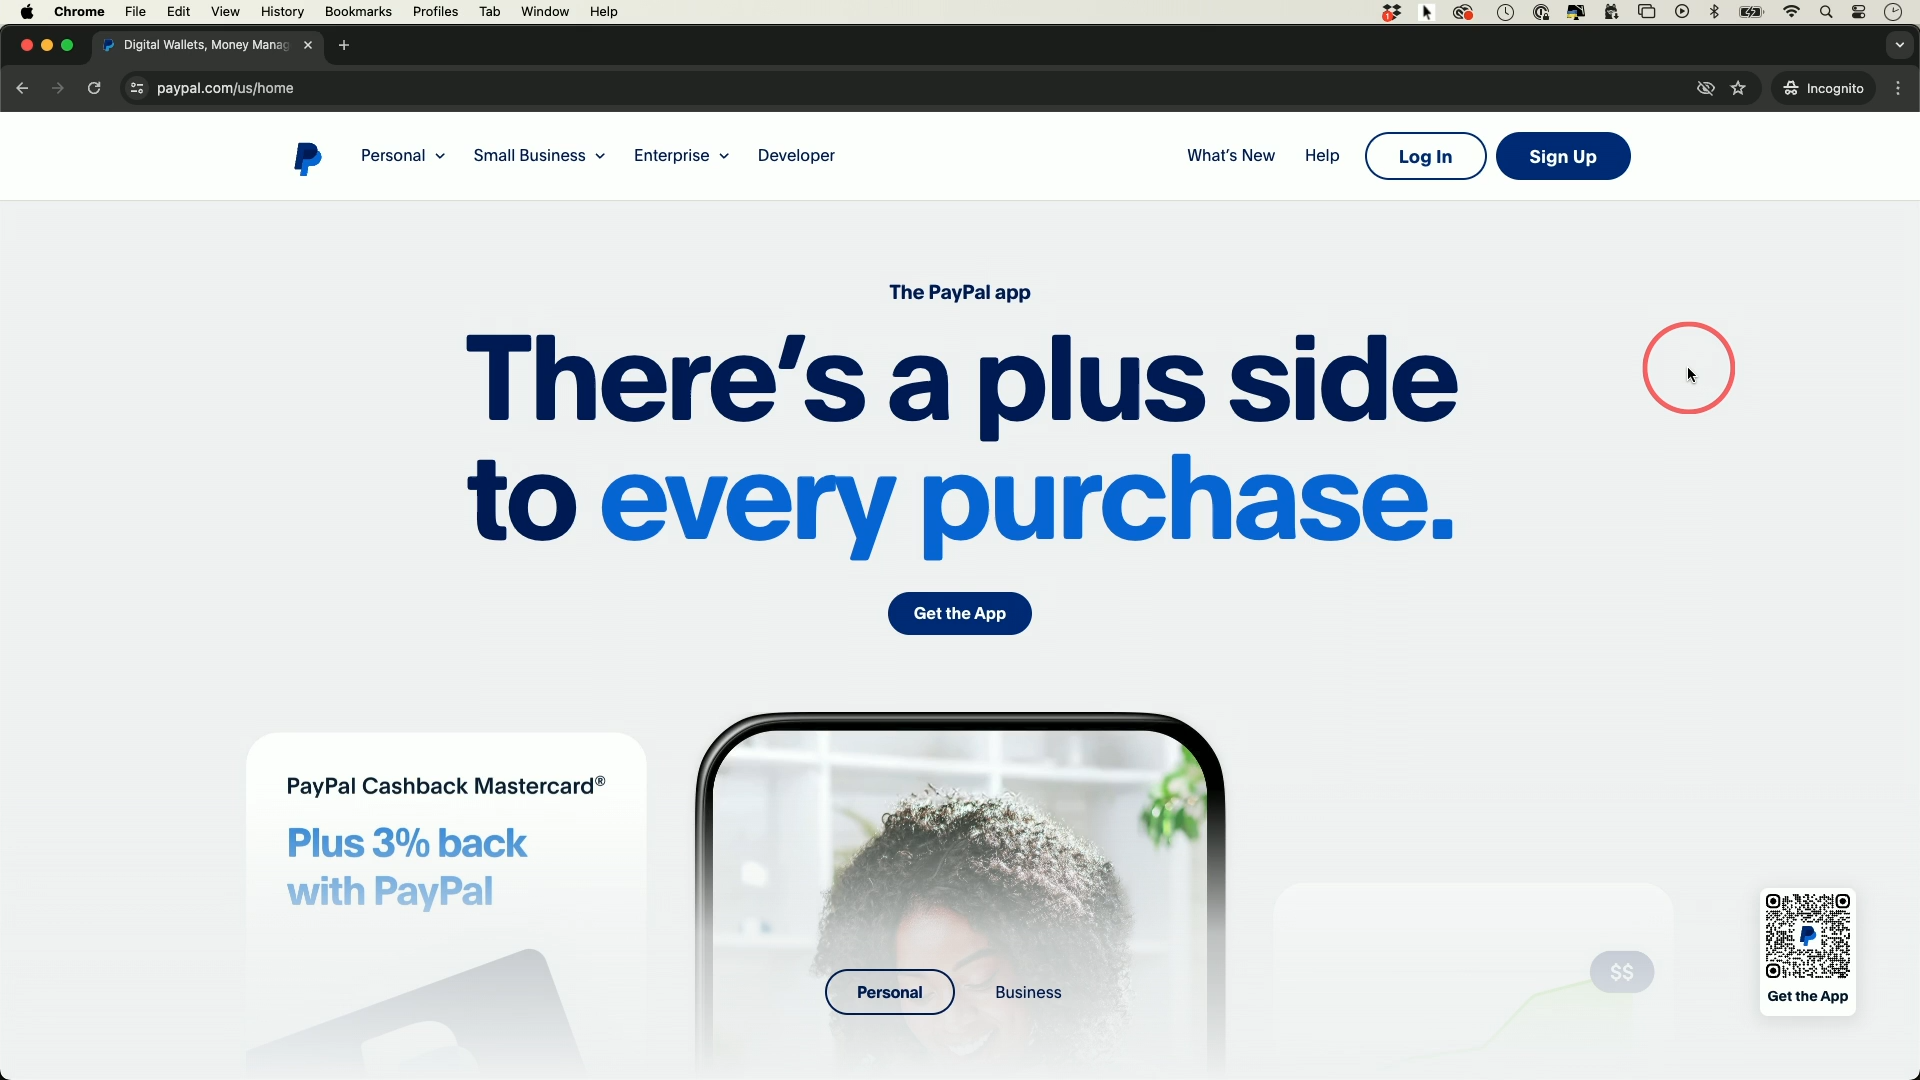 Chrome File Edit View History Bookmarks Profiles Tab Window Help
Digital Wallets, Money Manag
paypal.com/us/home
Incognito
Personal Small Business Enterprise Developer What's New Help Log In Sign Up
The PayPal app
There's a plus side
to every purchase.
Get the App
PayPal Cashback Mastercard®
Plus 3% back
with PayPal
$$
Personal Business
Get the App